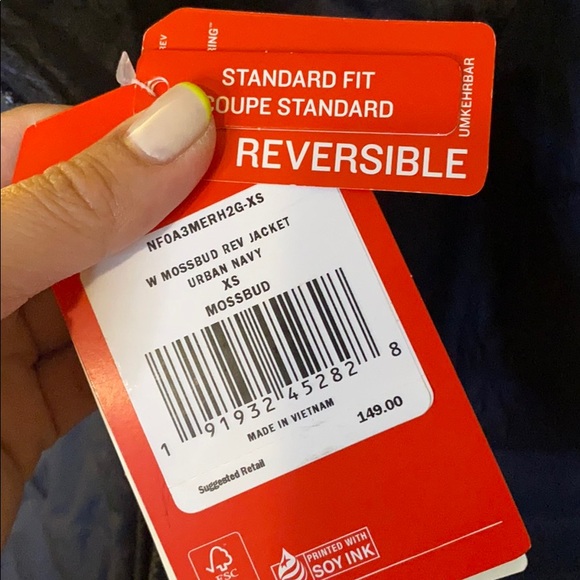 STANDARD FIT
COUPE STANDARD
UMKEHRBAR
REVERSIBLE
NF0A3MERH2G-XS
W MOSSBUD REV JACKET
URBAN NAVY
XS
MOSSBUD
1 91932 45282 8
MADE IN VIETNAM
149.00
Suggested Retail
FSC
PRINTED WITH
SOY INK